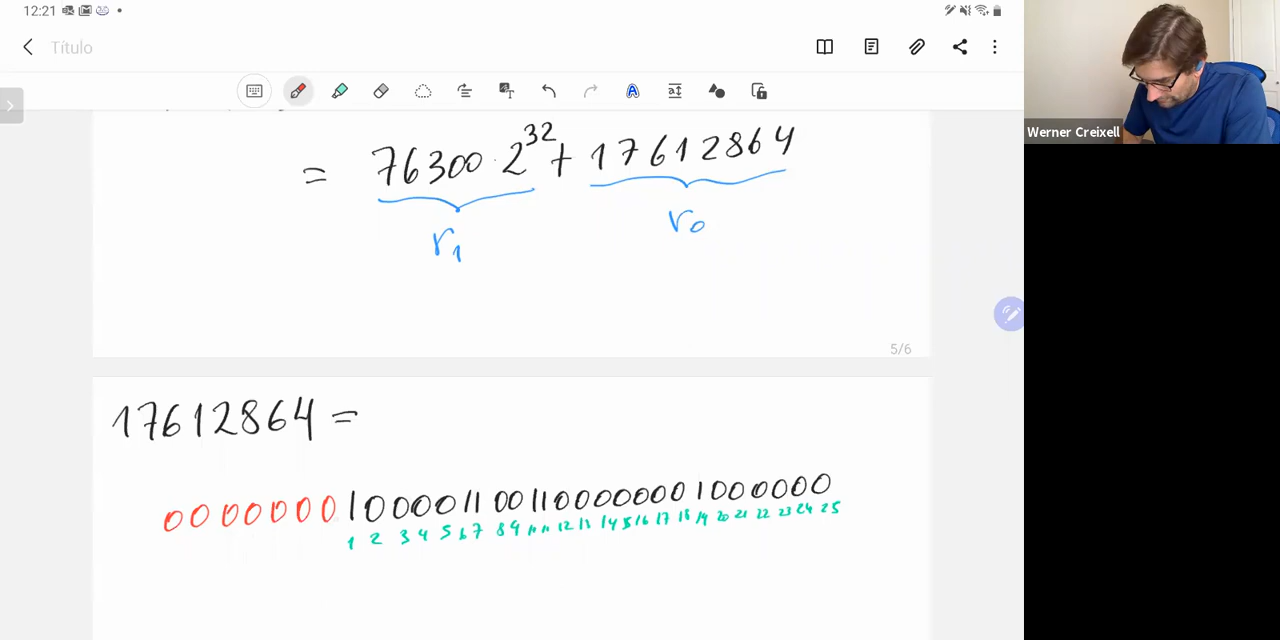 12:21
Título
= 76300 · 2^32 + 17612864
r1 r0
5/6
17612864 =
00000001000011001100000001000000
1 2 3 4 5 6 7 8 9 10 11 12 13 14 15 16 17 18 19 20 21 22 23 24 25
Werner Creixell